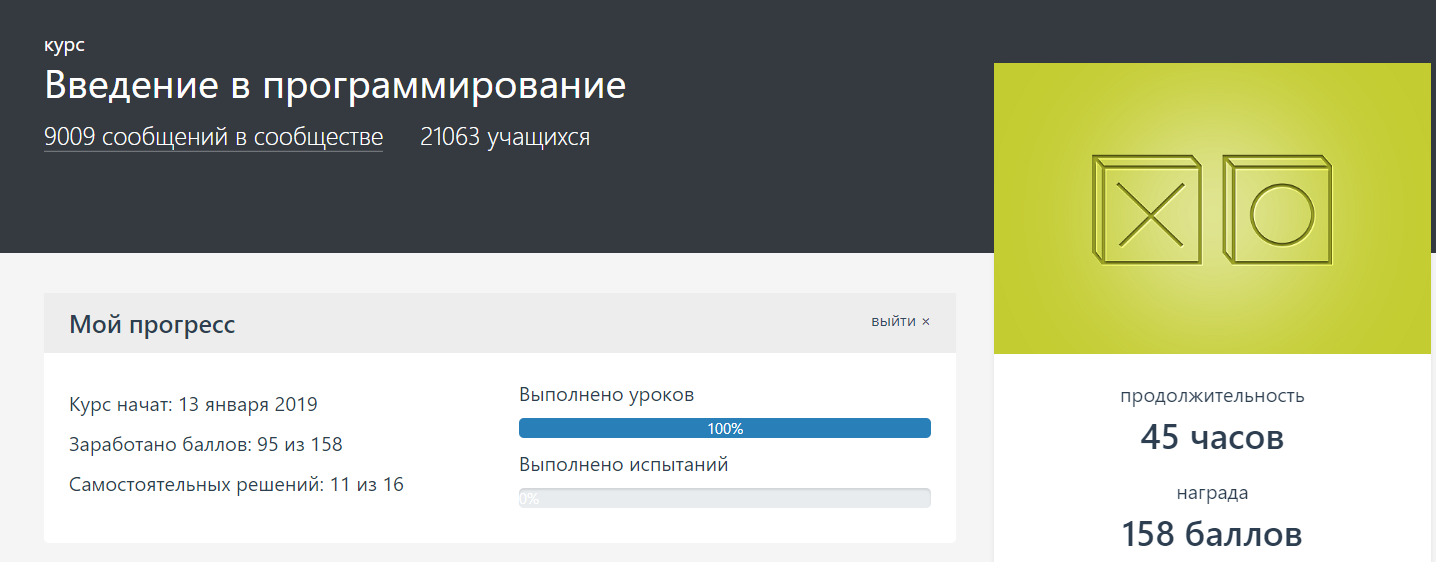 курс
Введение в программирование
9009 сообщений в сообществе 21063 учащихся
Мой прогресс
выйти ×
Курс начат: 13 января 2019
Заработано баллов: 95 из 158
Самостоятельных решений: 11 из 16
Выполнено уроков
100%
Выполнено испытаний
0%
продолжительность
45 часов
награда
158 баллов